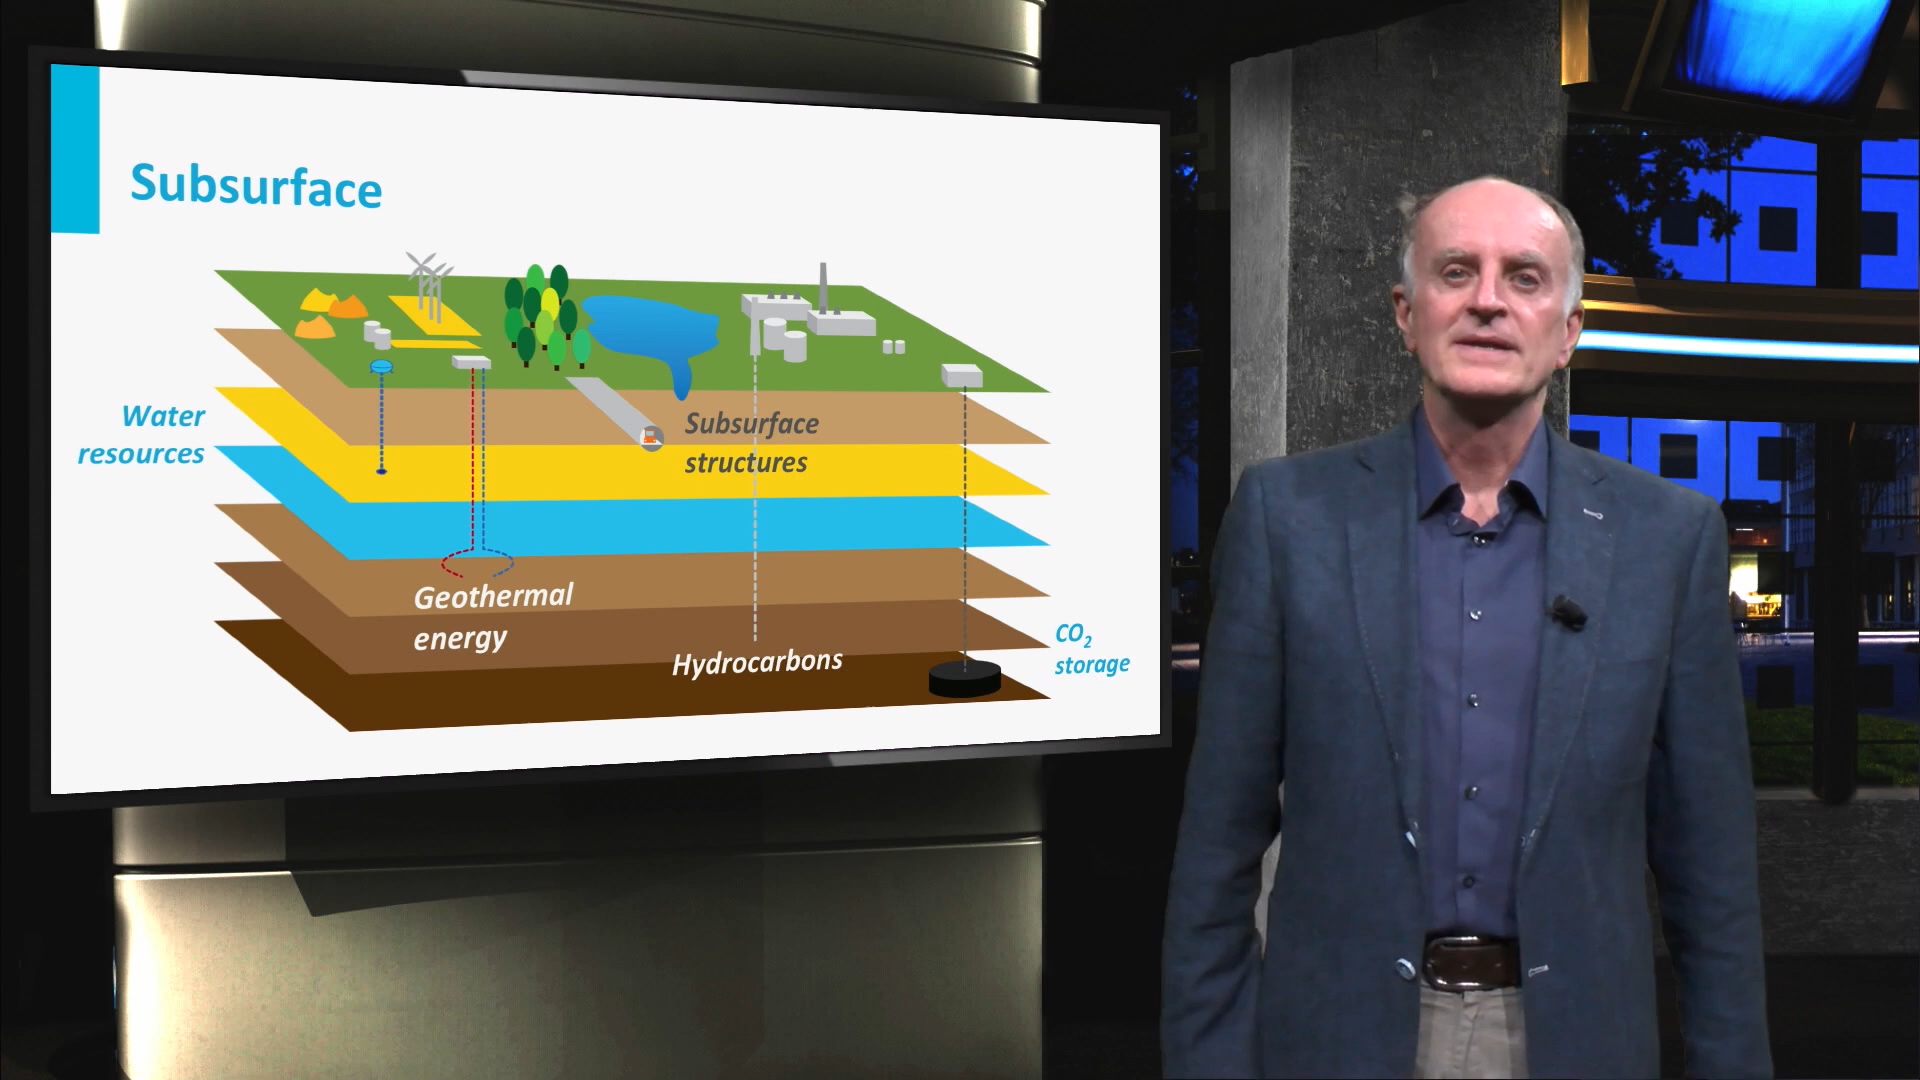 Subsurface
Water
resources
Subsurface
structures
Geothermal
energy
Hydrocarbons
CO₂
storage